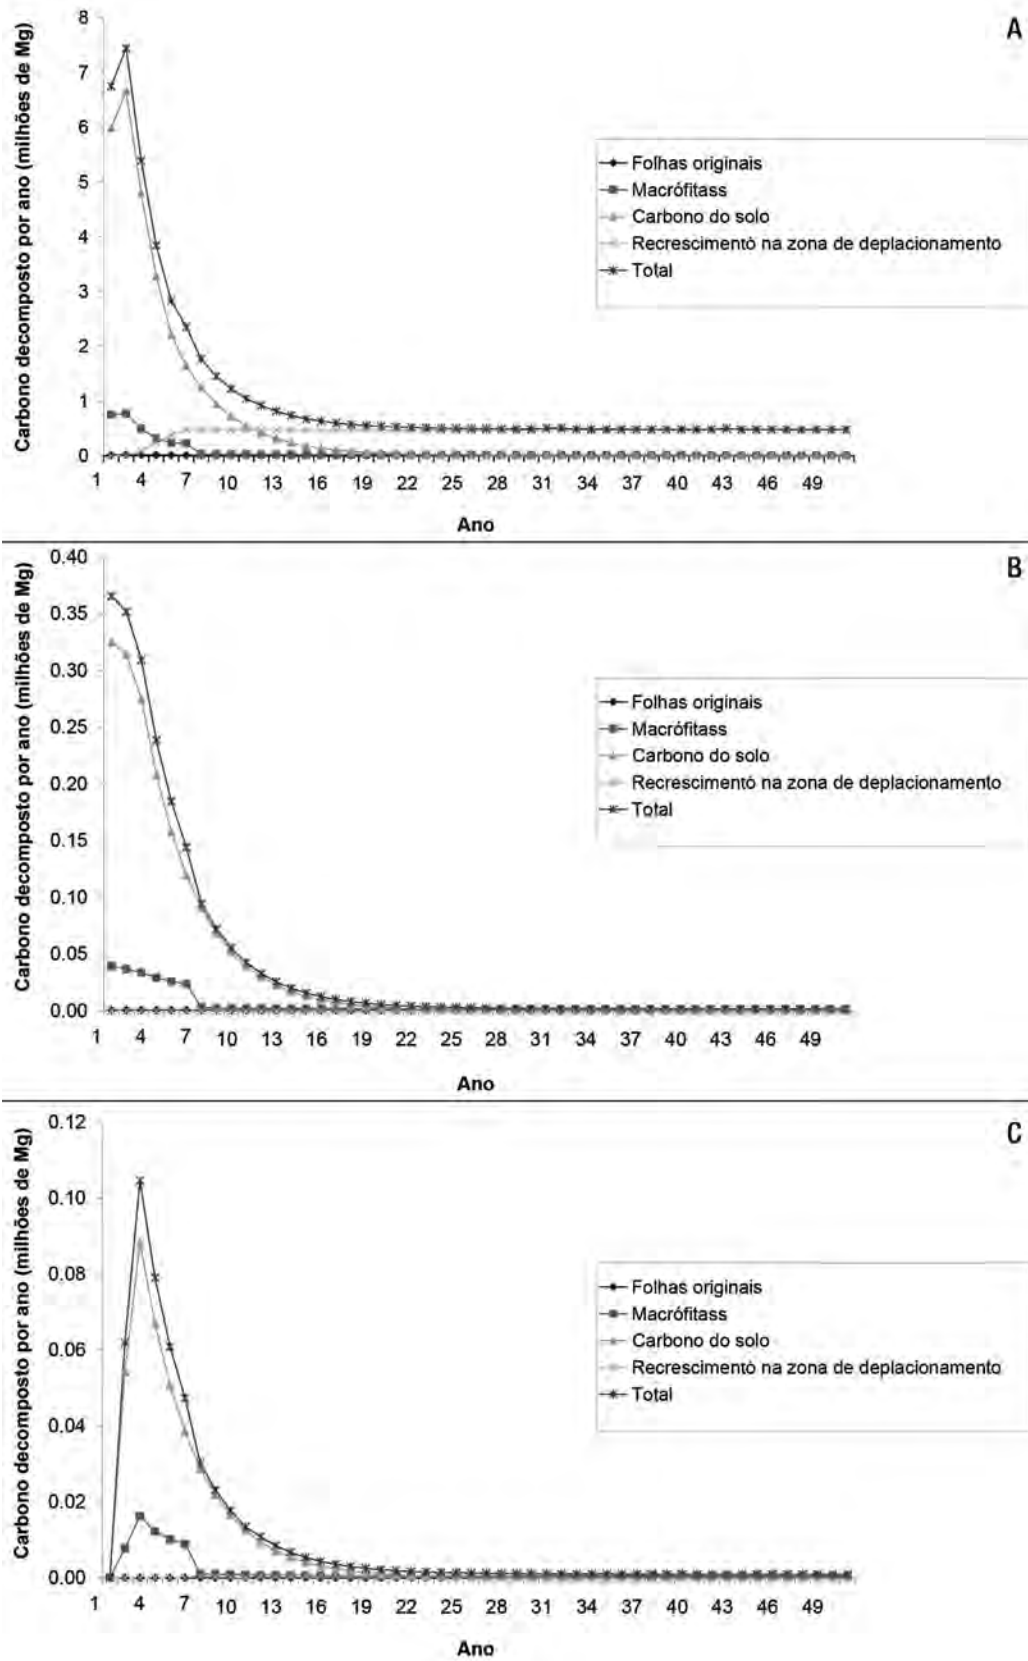 A
Carbono decomposto por ano (milhões de Mg)
8
7
6
5
4
3
2
1
0
Folhas originais
Macrófitass
Carbono do solo
Recrescimento na zona de deplacionamento
Total
1 4 7 10 13 16 19 22 25 28 31 34 37 40 43 46 49
Ano
B
Carbono decomposto por ano (milhões de Mg)
0.40
0.35
0.30
0.25
0.20
0.15
0.10
0.05
0.00
Folhas originais
Macrófitass
Carbono do solo
Recrescimento na zona de deplacionamento
Total
1 4 7 10 13 16 19 22 25 28 31 34 37 40 43 46 49
Ano
C
Carbono decomposto por ano (milhões de Mg)
0.12
0.10
0.08
0.06
0.04
0.02
0.00
Folhas originais
Macrófitass
Carbono do solo
Recrescimento na zona de deplacionamento
Total
1 4 7 10 13 16 19 22 25 28 31 34 37 40 43 46 49
Ano